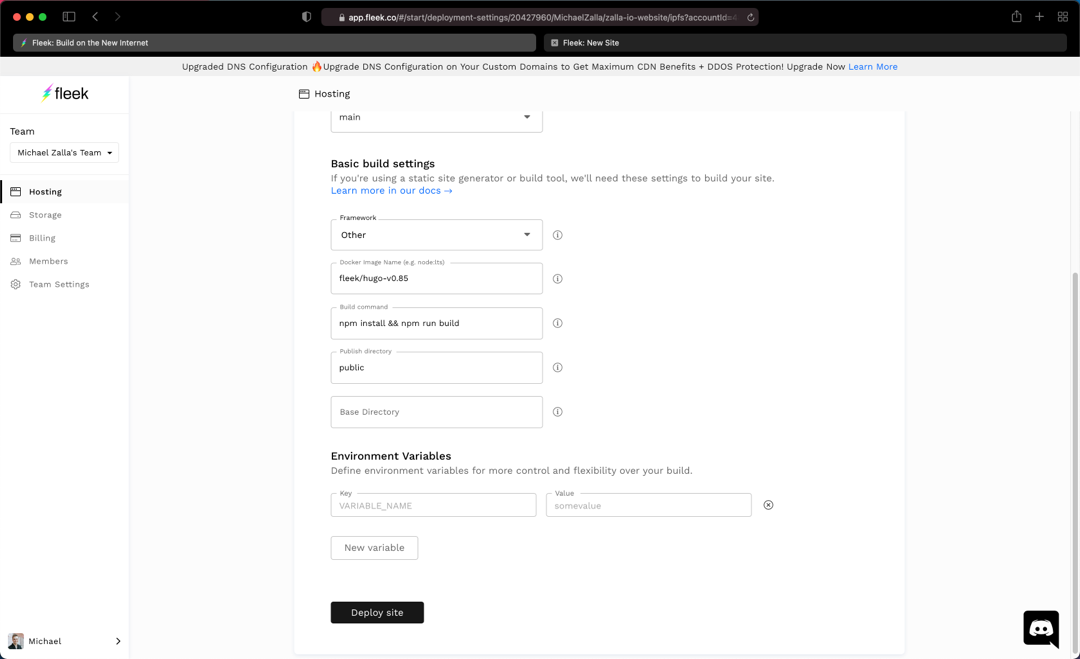 app.fleek.co/#/start/deployment-settings/20427960/MichaelZalla/zalla-io-website/ipfs?accountId=
Fleek: Build on the New Internet
Fleek: New Site
Upgraded DNS Configuration 🔥Upgrade DNS Configuration on Your Custom Domains to Get Maximum CDN Benefits + DDOS Protection! Upgrade Now Learn More
fleek
Team
Michael Zalla's Team
Hosting
Storage
Billing
Members
Team Settings
Michael
Hosting
main
Basic build settings
If you're using a static site generator or build tool, we'll need these settings to build your site.
Learn more in our docs →
Framework
Other
Docker Image Name (e.g. node:lts)
fleek/hugo-v0.85
Build command
npm install && npm run build
Publish directory
public
Base Directory
Environment Variables
Define environment variables for more control and flexibility over your build.
Key
VARIABLE_NAME
Value
somevalue
New variable
Deploy site